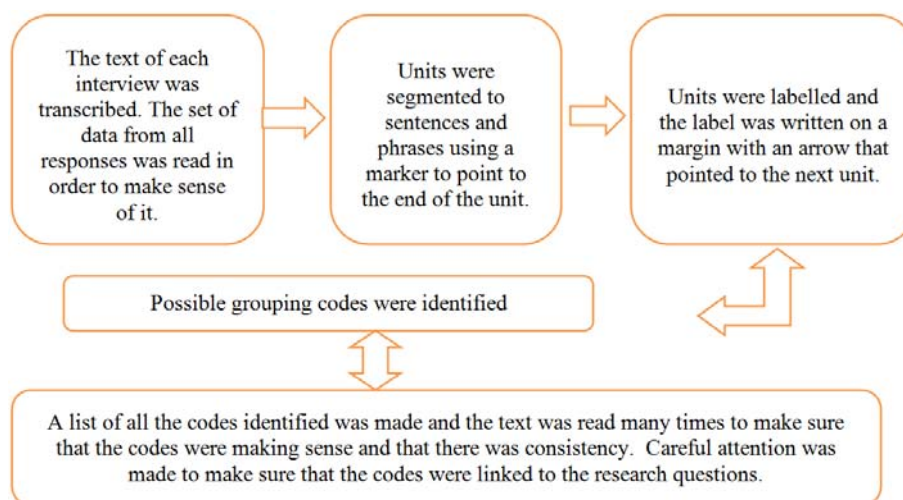 The text of each
interview was
transcribed. The set of
data from all
responses was read in
order to make sense
of it.
Units were
segmented to
sentences and
phrases using a
marker to point to
the end of the unit.
Units were labelled and
the label was written on a
margin with an arrow that
pointed to the next unit.
Possible grouping codes were identified
A list of all the codes identified was made and the text was read many times to make sure
that the codes were making sense and that there was consistency. Careful attention was
made to make sure that the codes were linked to the research questions.